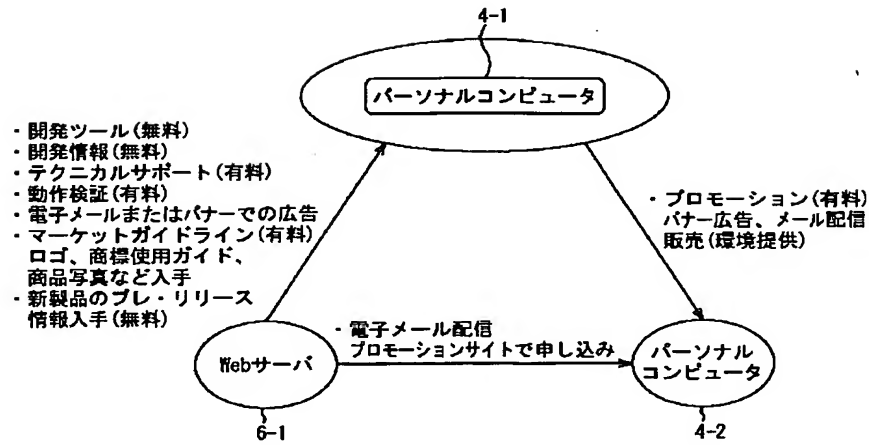 4-1
パーソナルコンピュータ
・開発ツール(無料)
・開発情報(無料)
・テクニカルサポート(有料)
・動作検証(有料)
・電子メールまたはバナーでの広告
・マーケットガイドライン(有料)
ロゴ、商標使用ガイド、
商品写真など入手
・新製品のプレ・リリース
情報入手(無料)
・プロモーション(有料)
バナー広告、メール配信
販売(環境提供)
・電子メール配信
プロモーションサイトで申し込み
Webサーバ
パーソナル
コンピュータ
6-1
4-2